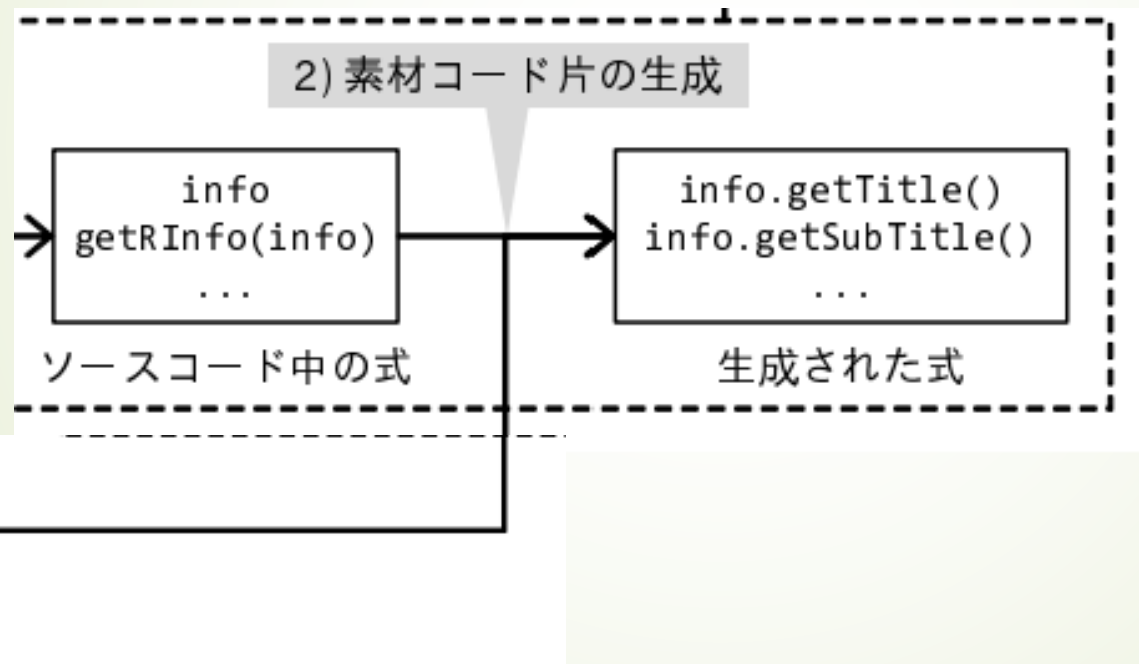 2) 素材コード片の生成
info
getRInfo(info)
...
ソースコード中の式
info.getTitle()
info.getSubTitle()
...
生成された式